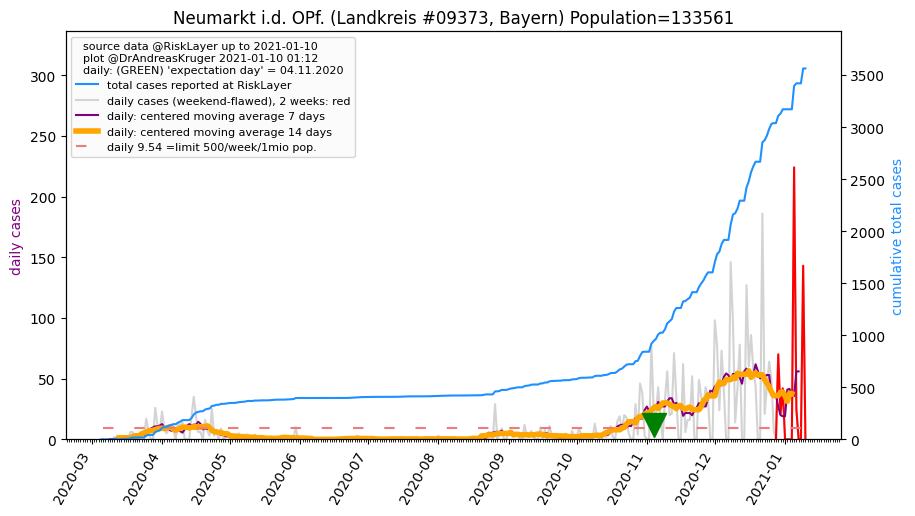 Neumarkt i.d. OPf. (Landkreis #09373, Bayern) Population=133561
source data @RiskLayer up to 2021-01-10
plot @DrAndreasKruger 2021-01-10 01:12
daily: (GREEN) 'expectation day' = 04.11.2020
total cases reported at RiskLayer
daily cases (weekend-flawed), 2 weeks: red
daily: centered moving average 7 days
daily: centered moving average 14 days
daily 9.54 =limit 500/week/1mio pop.
daily cases
300
250
200
150
100
50
0
cumulative total cases
3500
3000
2500
2000
1500
1000
500
0
2020-03
2020-04
2020-05
2020-06
2020-07
2020-08
2020-09
2020-10
2020-11
2020-12
2021-01